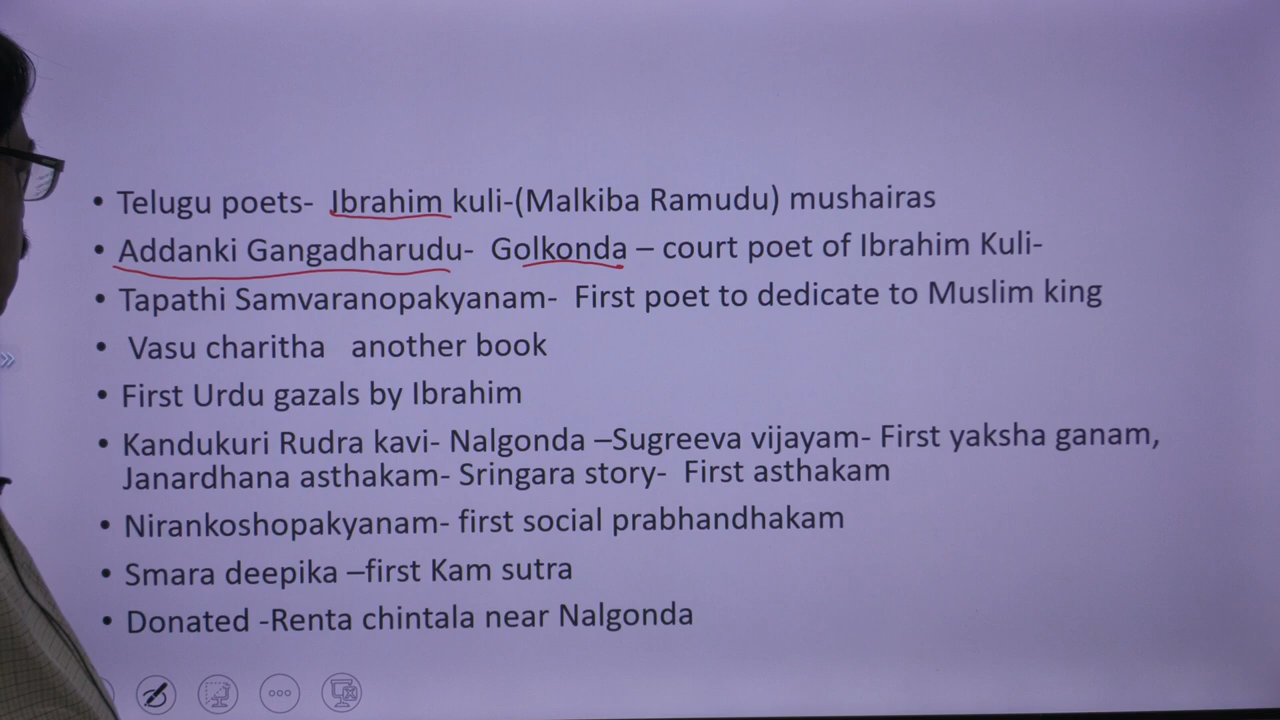 • Telugu poets- Ibrahim kuli-(Malkiba Ramudu) mushairas
• Addanki Gangadharudu- Golkonda – court poet of Ibrahim Kuli-
• Tapathi Samvaranopakyanam- First poet to dedicate to Muslim king
• Vasu charitha another book
• First Urdu gazals by Ibrahim
• Kandukuri Rudra kavi- Nalgonda –Sugreeva vijayam- First yaksha ganam,
Janardhana asthakam- Sringara story- First asthakam
• Nirankoshopakyanam- first social prabhandhakam
• Smara deepika –first Kam sutra
• Donated -Renta chintala near Nalgonda